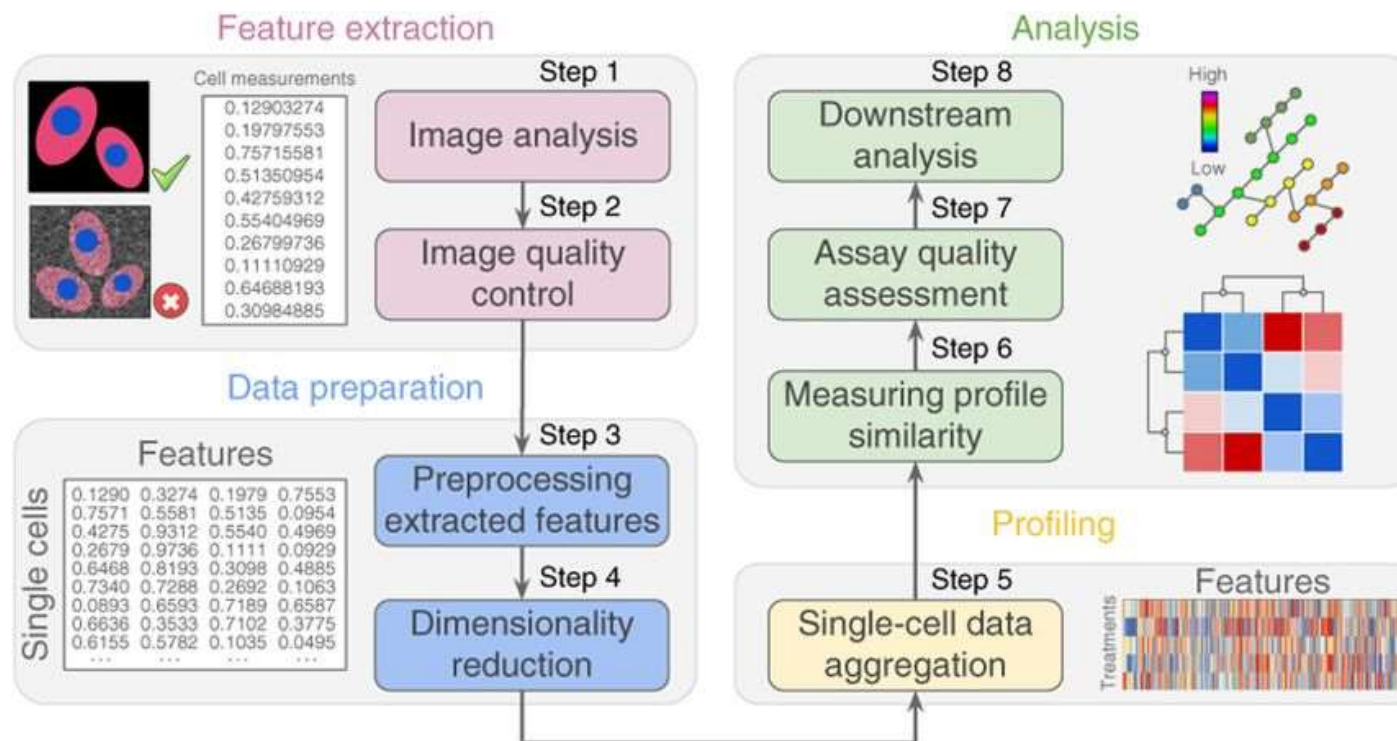 Feature extraction
Cell measurements
0.12903274
0.19797553
0.75715581
0.51350954
0.42759312
0.55404969
0.26799736
0.11110929
0.64688193
0.30984885
Step 1
Image analysis
Step 2
Image quality
control
Data preparation
Features
Single cells
0.1290 0.3274 0.1979 0.7553
0.7571 0.5581 0.5135 0.0954
0.4275 0.9312 0.5540 0.4969
0.2679 0.9736 0.1111 0.0929
0.6468 0.8193 0.3098 0.4885
0.7340 0.7288 0.2692 0.1063
0.0893 0.6593 0.7189 0.6587
0.6636 0.3533 0.7102 0.3775
0.6155 0.5782 0.1035 0.0495
... ... ... ...
Step 3
Preprocessing
extracted features
Step 4
Dimensionality
reduction
Analysis
Step 8
Downstream
analysis
High
Low
Step 7
Assay quality
assessment
Step 6
Measuring profile
similarity
Profiling
Step 5
Single-cell data
aggregation
Features
Treatments